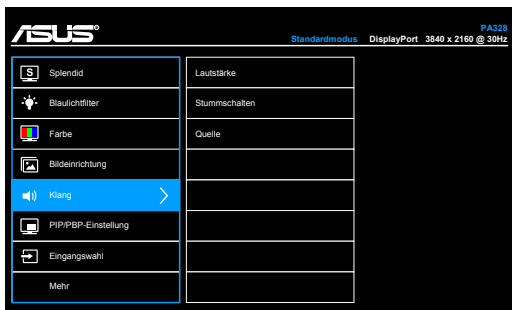 ASUS
PA328
Standardmodus DisplayPort 3840 x 2160 @ 30Hz
S Splendid
Blaulichtfilter
Farbe
Bildeinrichtung
Klang
PIP/PBP-Einstellung
Eingangswahl
Mehr
Lautstärke
Stummschalten
Quelle